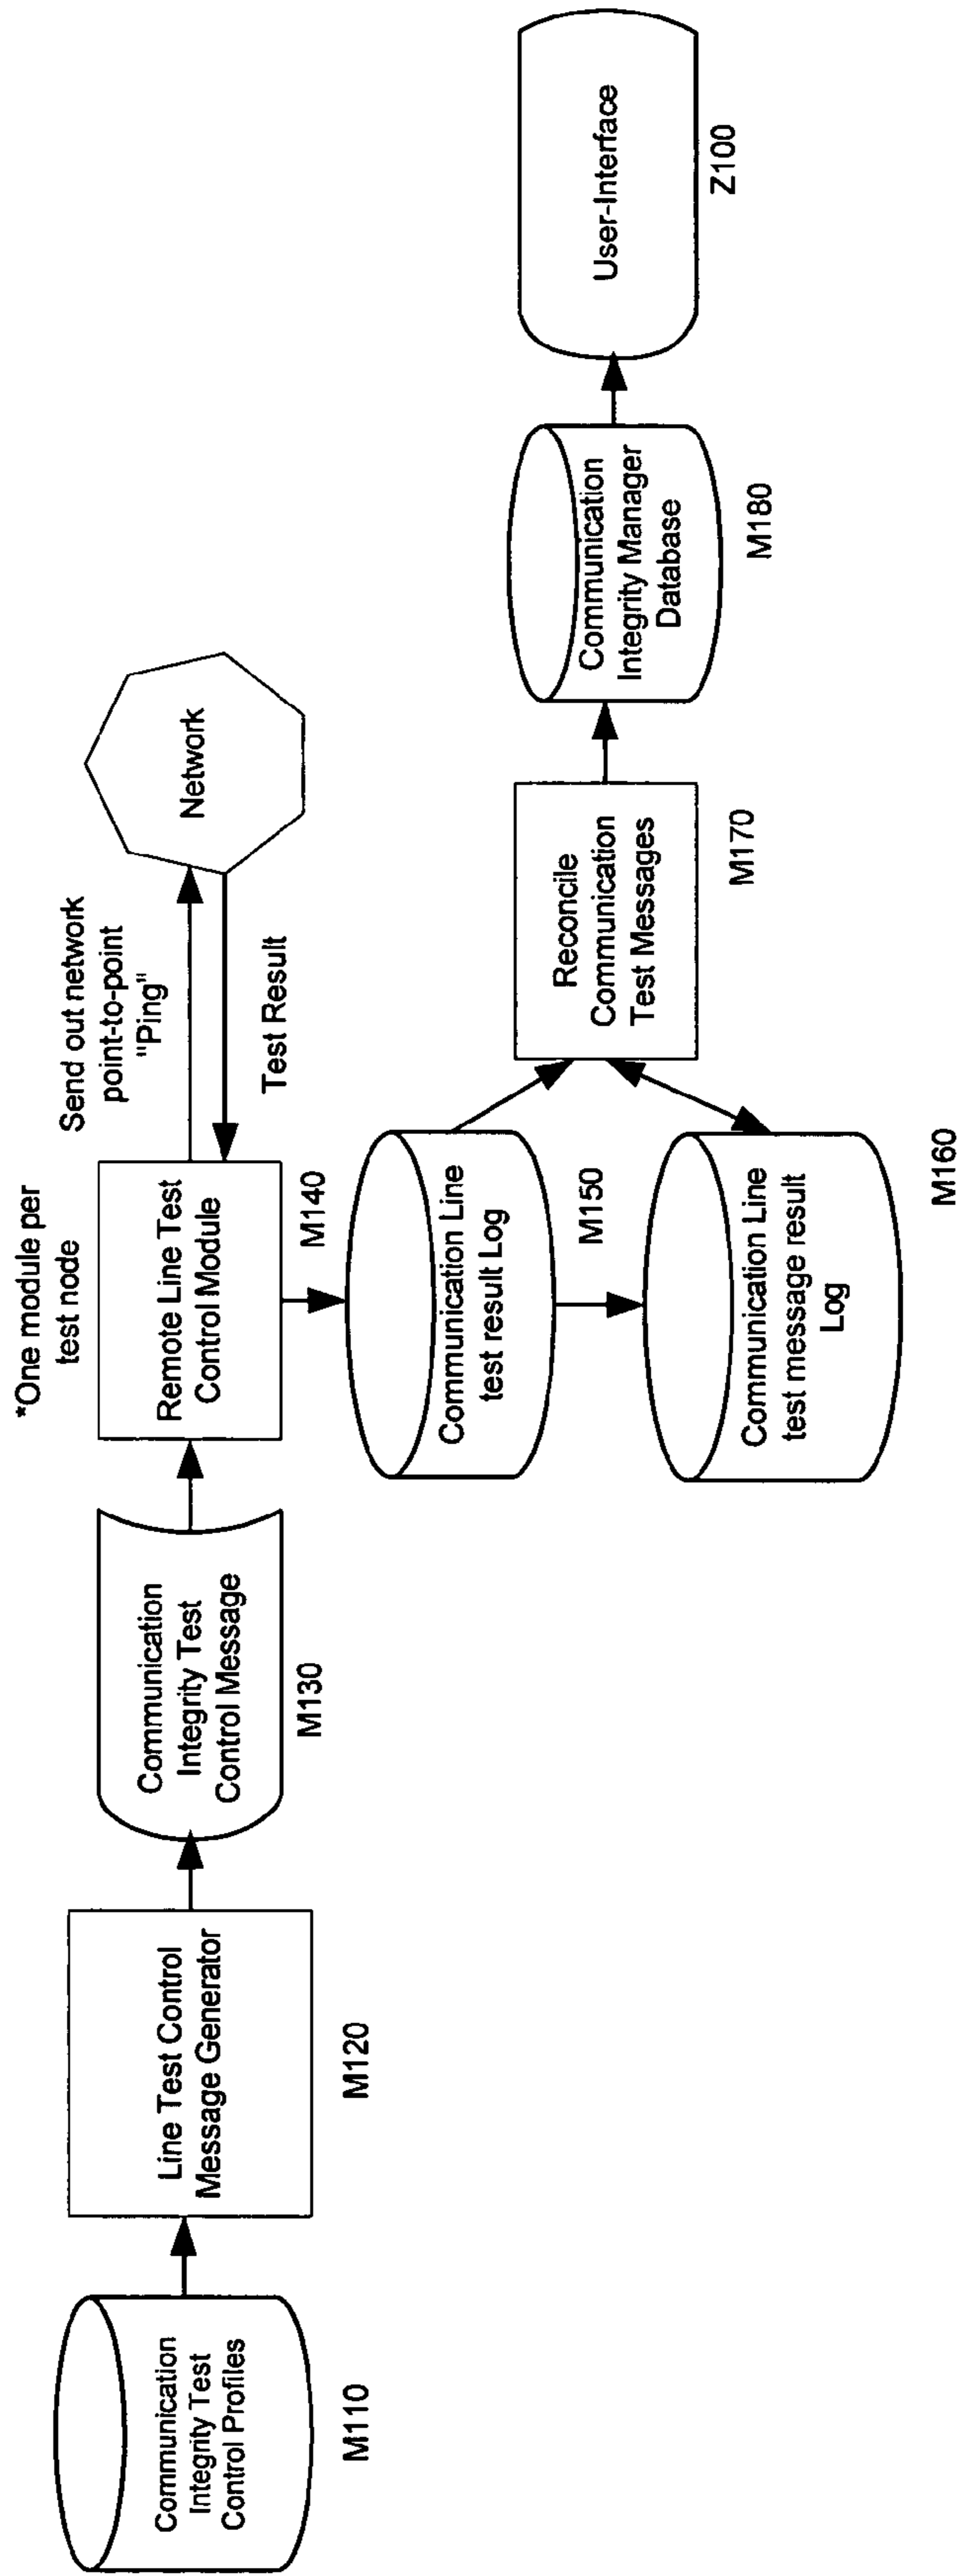 Communication
Integrity Test
Control Profiles
M110
Line Test Control
Message Generator
M120
Communication
Integrity Test
Control Message
M130
*One module per
test node
Remote Line Test
Control Module
M140
Send out network
point-to-point
"Ping"
Test Result
Network
Communication Line
test result Log
M150
Communication Line
test message result
Log
M160
Reconcile
Communication
Test Messages
M170
Communication
Integrity Manager
Database
M180
User-Interface
Z100